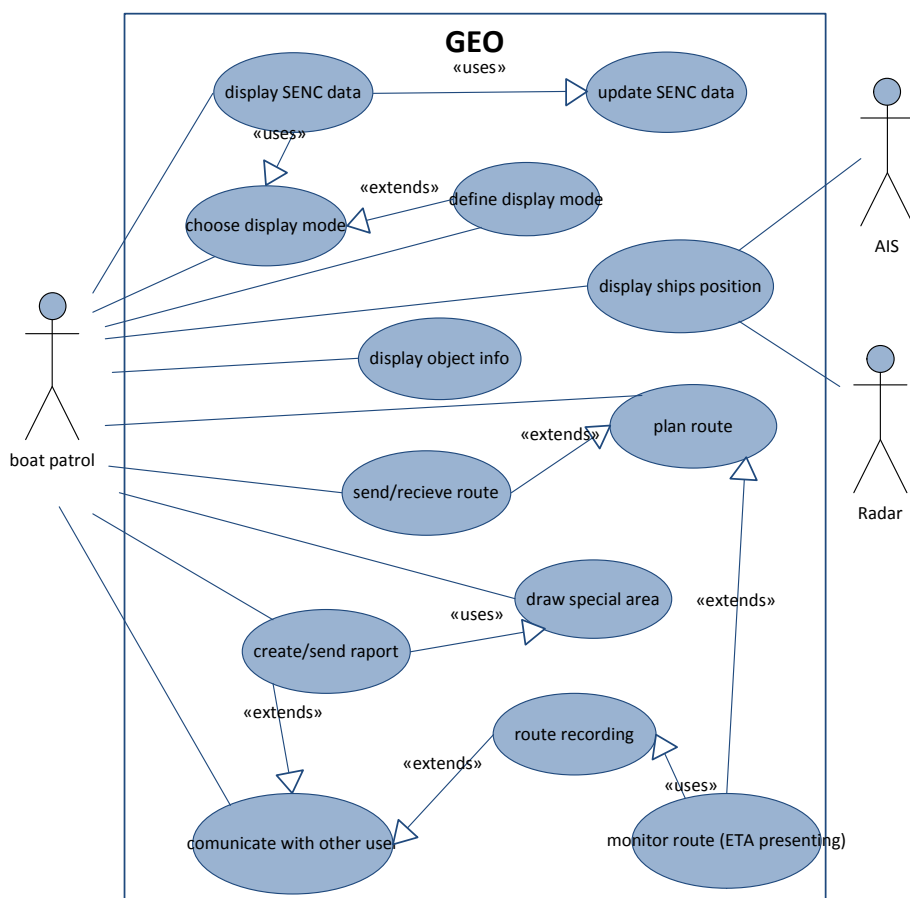 GEO
«uses»
display SENC data
update SENC data
«uses»
«extends»
define display mode
choose display mode
AIS
display ships position
display object info
plan route
«extends»
boat patrol
send/recieve route
Radar
draw special area
«extends»
«uses»
create/send raport
«extends»
route recording
«extends»
«uses»
comunicate with other user
monitor route (ETA presenting)